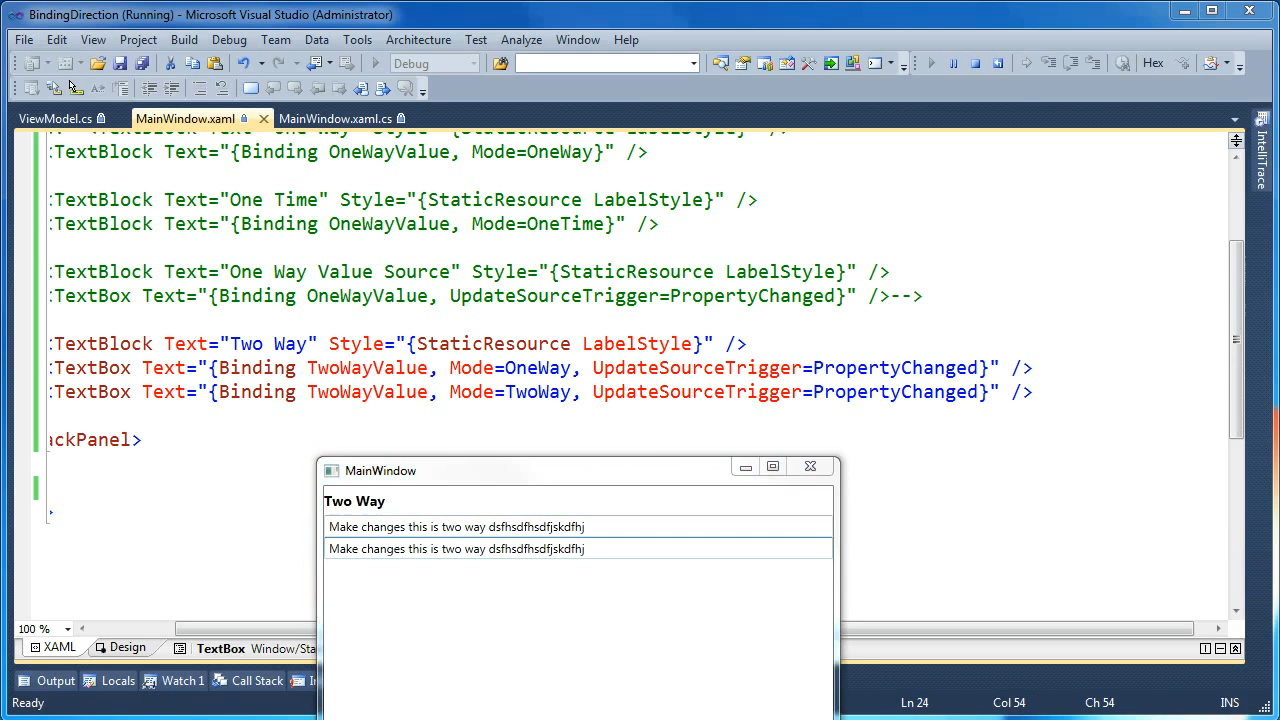 BindingDirection (Running) - Microsoft Visual Studio (Administrator)
File Edit View Project Build Debug Team Data Tools Architecture Test Analyze Window Help
Debug Hex
ViewModel.cs MainWindow.xaml MainWindow.xaml.cs
IntelliTrace
:TextBlock Text="{Binding OneWayValue, Mode=OneWay}" />
:TextBlock Text="One Time" Style="{StaticResource LabelStyle}" />
:TextBlock Text="{Binding OneWayValue, Mode=OneTime}" />
:TextBlock Text="One Way Value Source" Style="{StaticResource LabelStyle}" />
:TextBox Text="{Binding OneWayValue, UpdateSourceTrigger=PropertyChanged}" />-->
:TextBlock Text="Two Way" Style="{StaticResource LabelStyle}" />
:TextBox Text="{Binding TwoWayValue, Mode=OneWay, UpdateSourceTrigger=PropertyChanged}" />
:TextBox Text="{Binding TwoWayValue, Mode=TwoWay, UpdateSourceTrigger=PropertyChanged}" />
ackPanel>
>
MainWindow
Two Way
Make changes this is two way dsfhsdfhsdfjskdfhj
Make changes this is two way dsfhsdfhsdfjskdfhj
100 %
XAML Design TextBox Window/Sta
Output Locals Watch 1 Call Stack In
Ready Ln 24 Col 54 Ch 54 INS